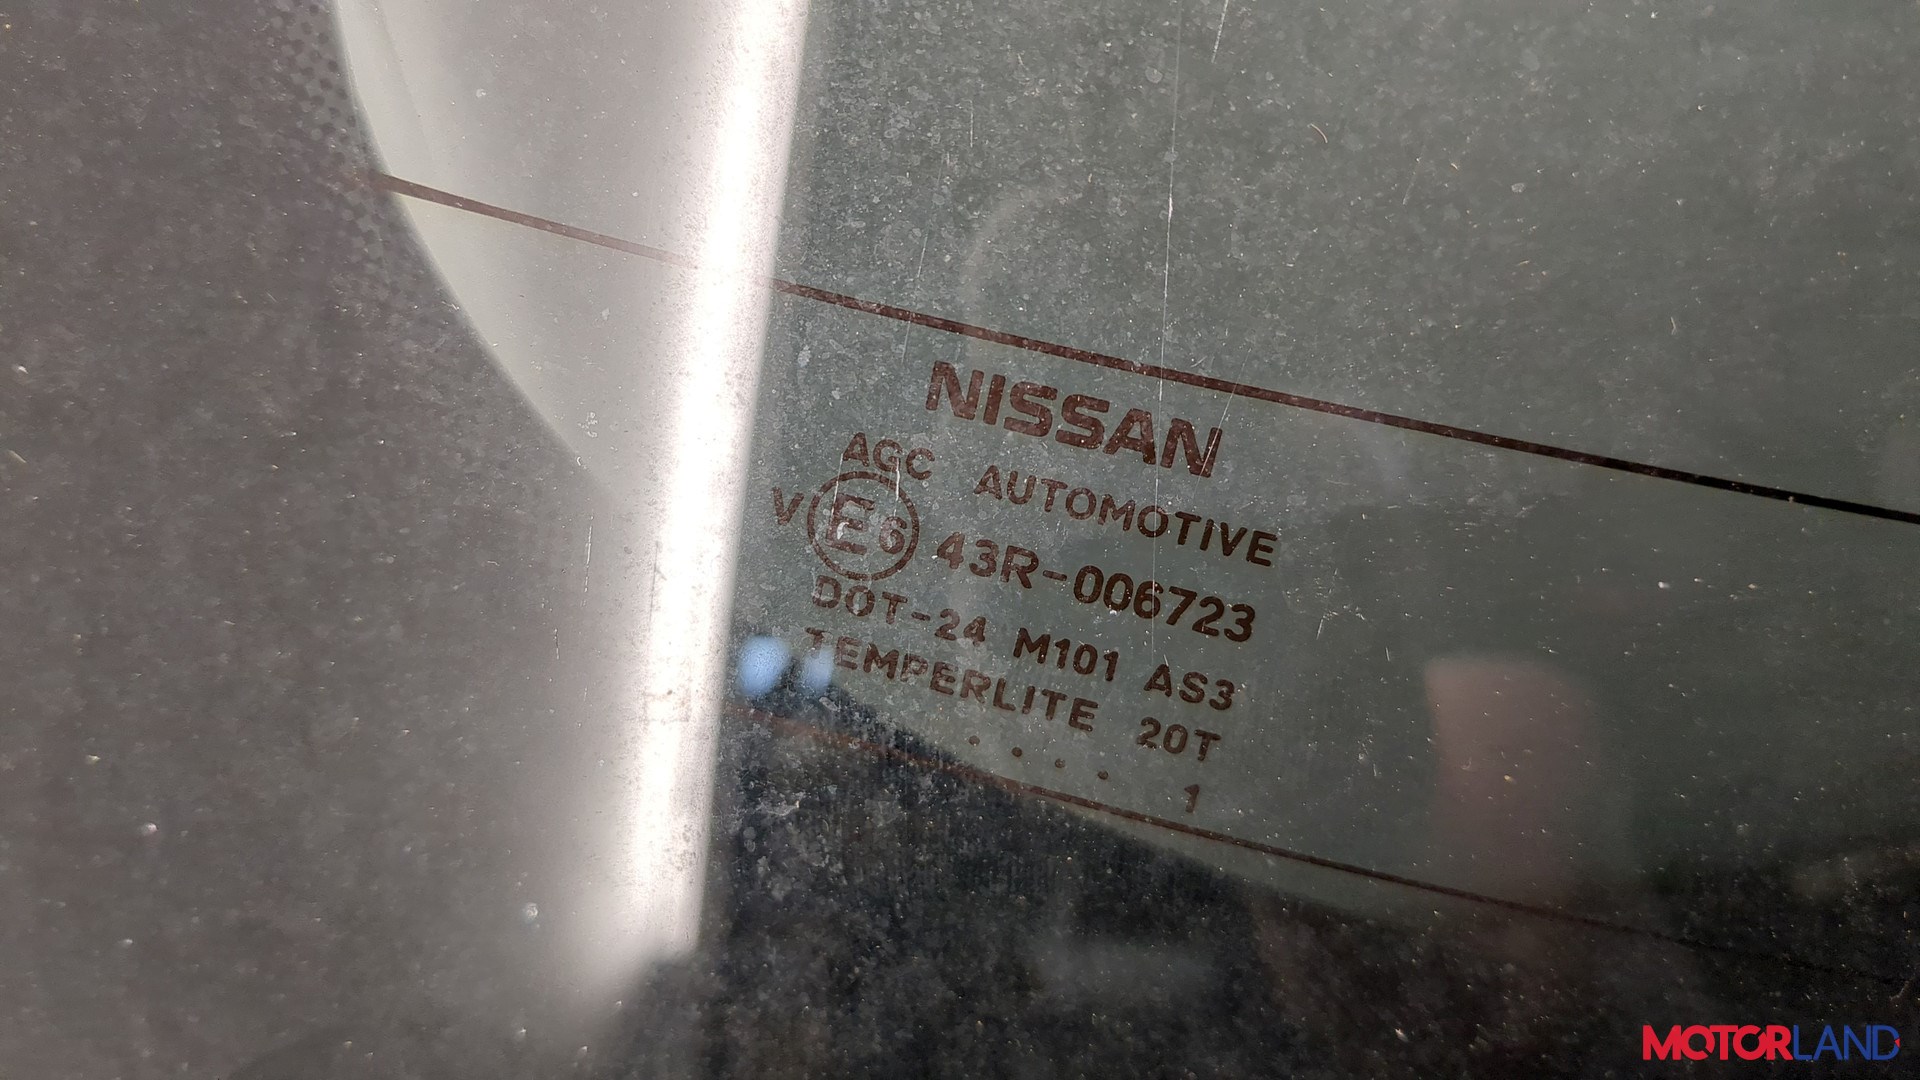 NISSAN
AGC AUTOMOTIVE
V E6 43R-006723
DOT-24 M101 AS3
TEMPERLITE 20T
. . . . 1
MOTORLAND